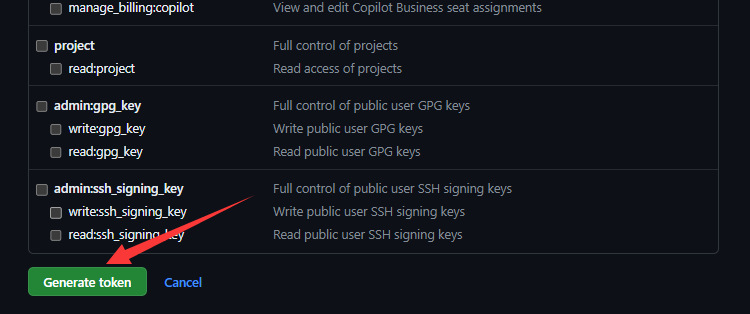 manage_billing:copilot View and edit Copilot Business seat assignments
project Full control of projects
read:project Read access of projects
admin:gpg_key Full control of public user GPG keys
write:gpg_key Write public user GPG keys
read:gpg_key Read public user GPG keys
admin:ssh_signing_key Full control of public user SSH signing keys
write:ssh_signing_key Write public user SSH signing keys
read:ssh_signing_key Read public user SSH signing keys
Generate token Cancel